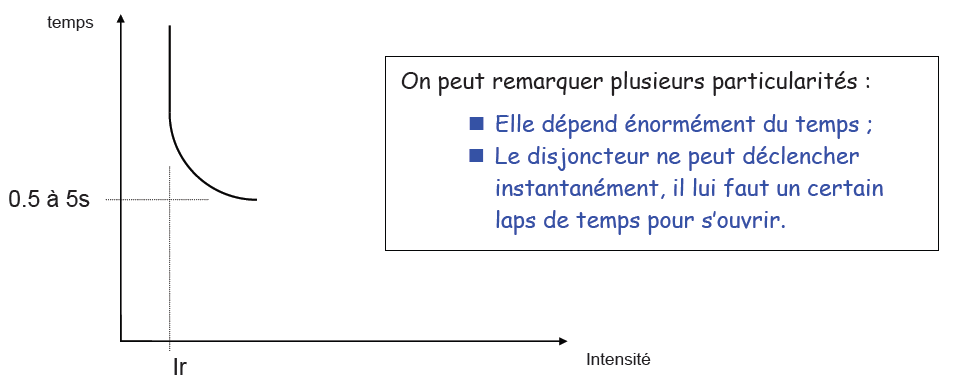 temps
On peut remarquer plusieurs particularités :
■ Elle dépend énormément du temps ;
■ Le disjoncteur ne peut déclencher
instantanément, il lui faut un certain
laps de temps pour s'ouvrir.
0.5 à 5s
Intensité
Ir